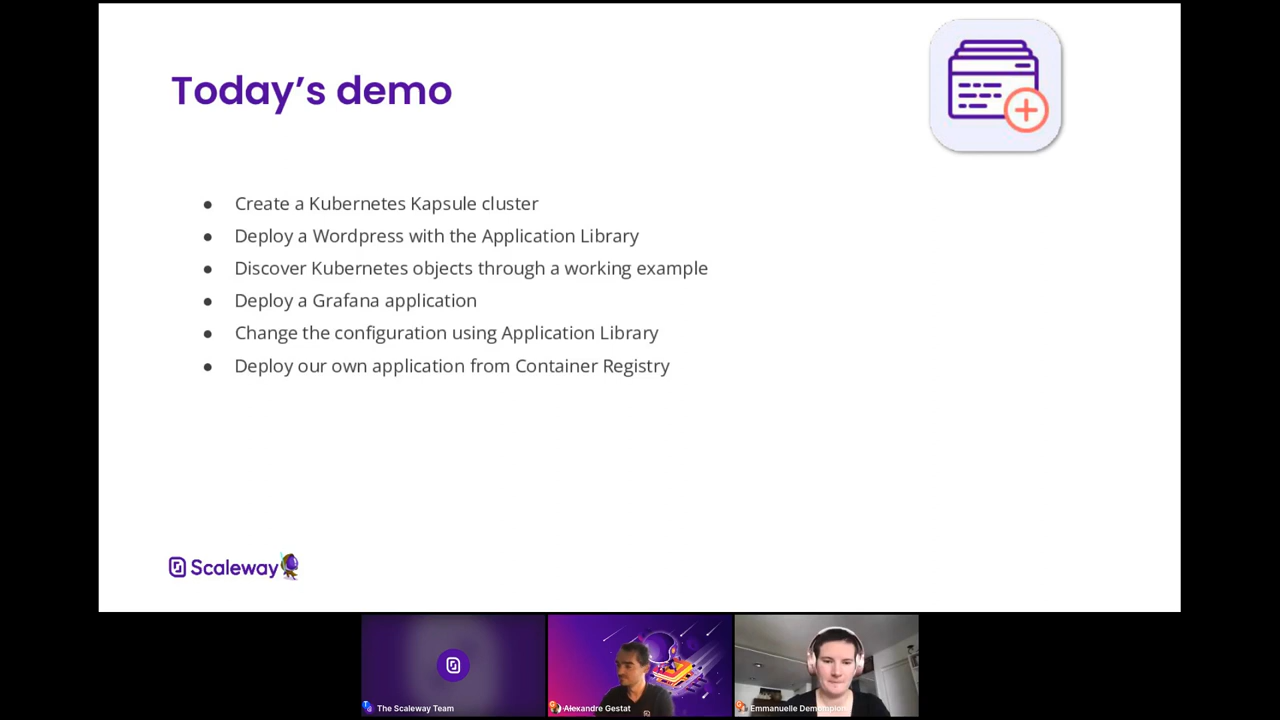 Today's demo
● Create a Kubernetes Kapsule cluster
● Deploy a Wordpress with the Application Library
● Discover Kubernetes objects through a working example
● Deploy a Grafana application
● Change the configuration using Application Library
● Deploy our own application from Container Registry
Scaleway
The Scaleway Team
Alexandre Gestat
Emmanuelle